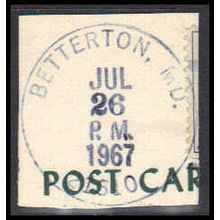 BETTERTON, MD.
JUL
26
P.M.
1967
POST CAR